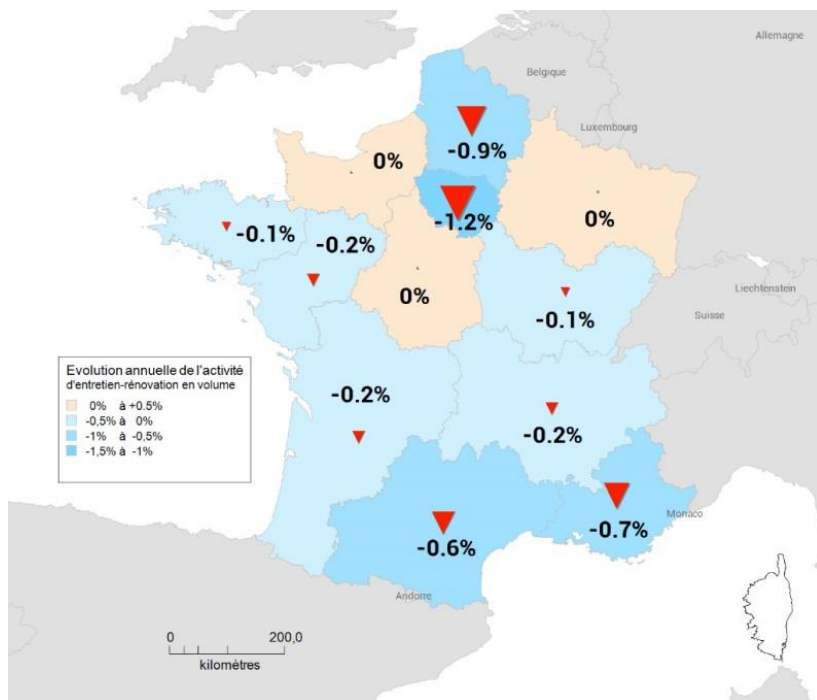 Allemagne
Belgique
Luxembourg
-0.9%
0%
-1.2%
0%
-0.1%
-0.2%
0%
Liechtenstein
Suisse
-0.1%
Evolution annuelle de l'activité
d'entretien-rénovation en volume
0% à +0.5%
-0,5% à 0%
-1% à -0,5%
-1,5% à -1%
-0.2%
-0.2%
Monaco
-0.7%
-0.6%
Andorre
0 200,0
kilomètres